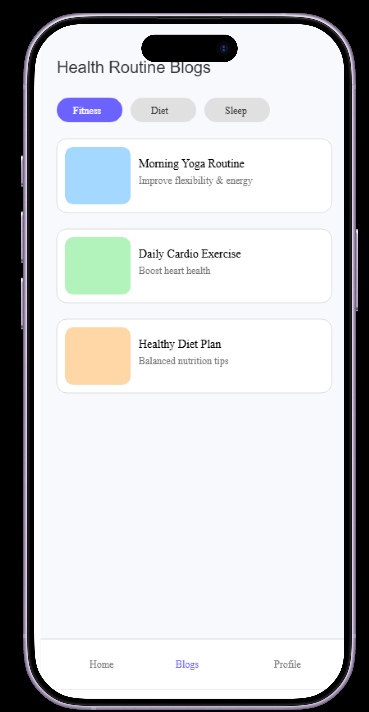 Health Routine Blogs
Fitness Diet Sleep
Morning Yoga Routine
Improve flexibility & energy
Daily Cardio Exercise
Boost heart health
Healthy Diet Plan
Balanced nutrition tips
Home Blogs Profile